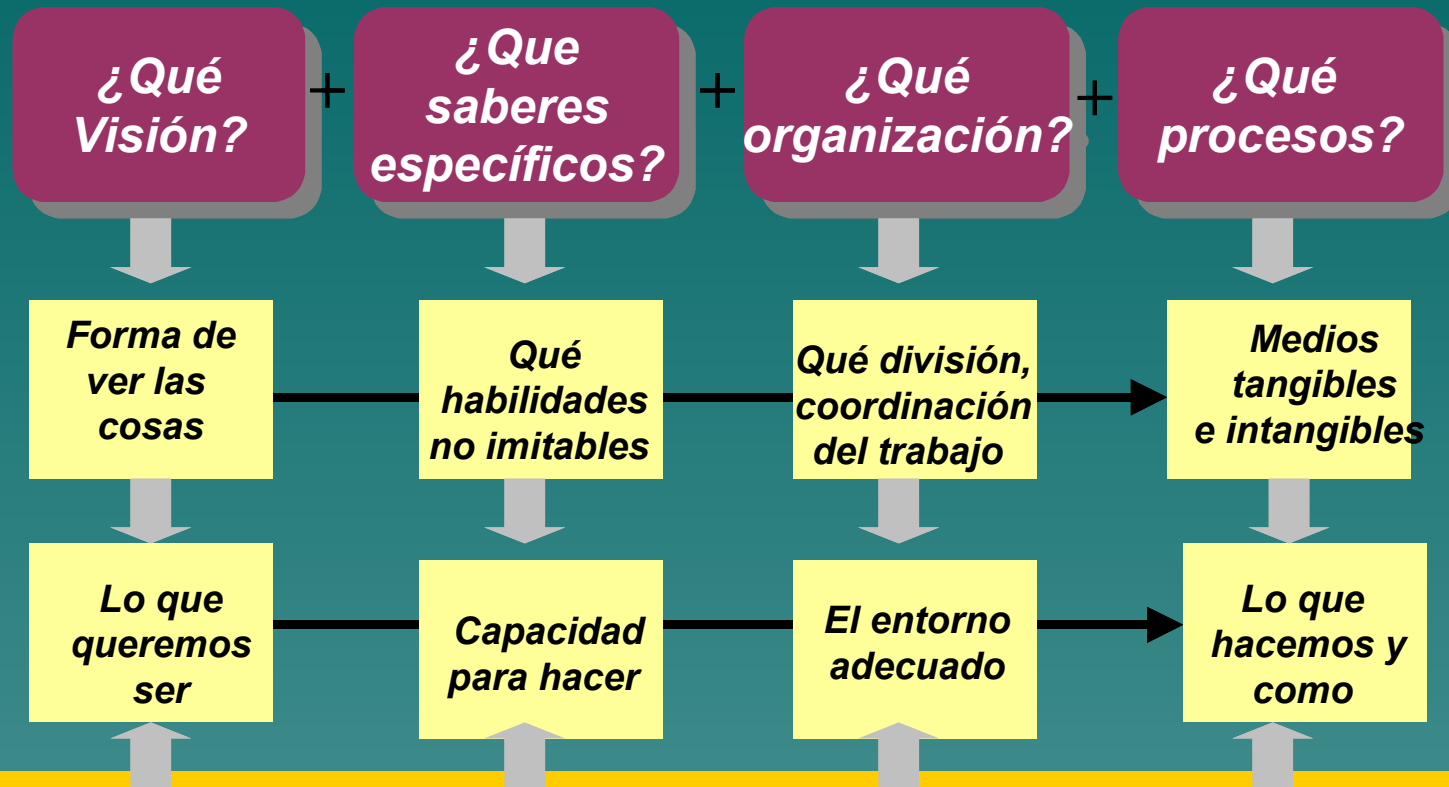 ¿Qué
Visión?
+
¿Que
saberes
específicos?
+
¿Qué
organización?
+
¿Qué
procesos?
Forma de
ver las
cosas
Qué
habilidades
no imitables
Qué división,
coordinación
del trabajo
Medios
tangibles
e intangibles
Lo que
queremos
ser
Capacidad
para hacer
El entorno
adecuado
Lo que
hacemos y
como